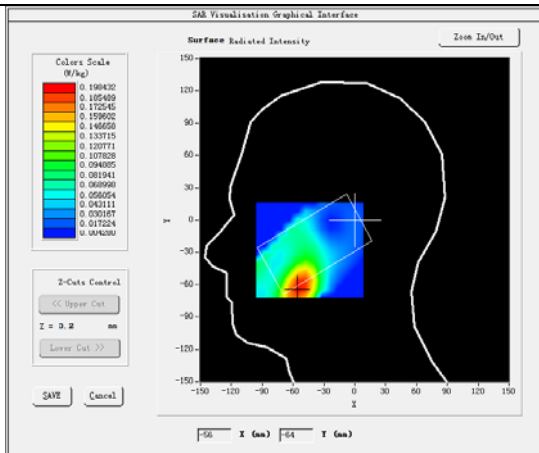 SAR Visualisation Graphical Interface
Surface Radiated Intensity
Zoom In/Out
Colors Scale
(W/kg)
0.198432
0.185489
0.172545
0.159602
0.146658
0.133715
0.120771
0.107828
0.094885
0.081941
0.068998
0.056054
0.043111
0.030167
0.017224
0.004280
150
120
90
60
30
0
-30
-60
-90
-120
-150
Y
-150 -120 -90 -60 -30 0 30 60 90 120 150
X
Z-Cuts Control
<< Upper Cut
Z = 0.2 mm
Lower Cut >>
SAVE Cancel
-56 X (mm) -64 Y (mm)